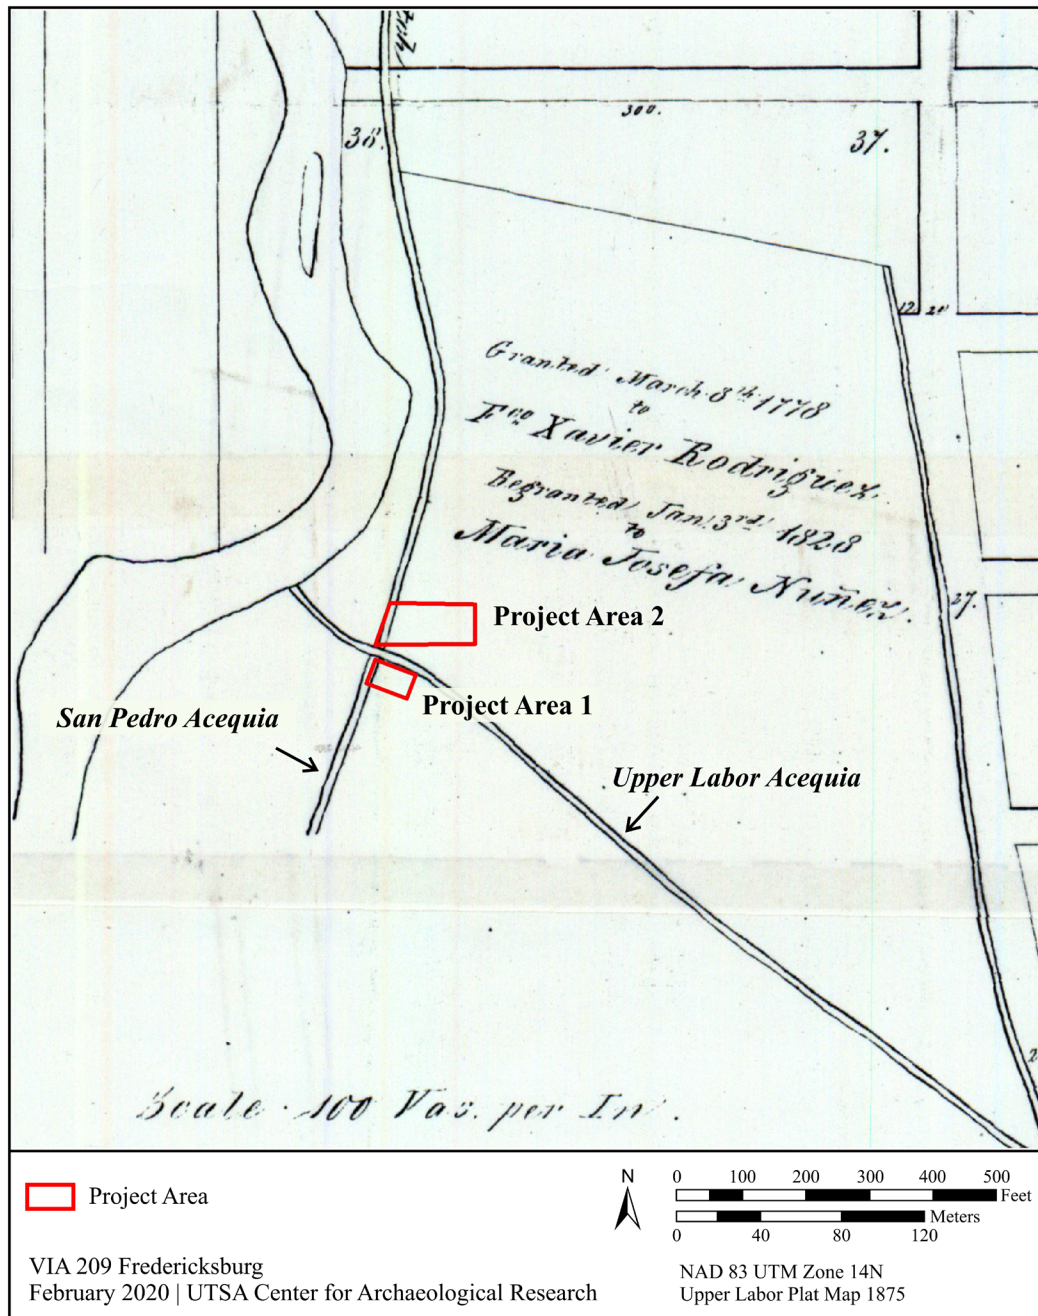 300.
38.
37.
12.
20
Granted March 8th 1778
to
Fco Xavier Rodriguez.
Regranted Jan: 3rd 1828
to
Maria Josefa Nuñez.
27.
Project Area 2
Project Area 1
San Pedro Acequia
Upper Labor Acequia
2
Scale 100 Vas. per In.
Project Area
N
0 100 200 300 400 500
Feet
Meters
0 40 80 120
VIA 209 Fredericksburg
February 2020 | UTSA Center for Archaeological Research
NAD 83 UTM Zone 14N
Upper Labor Plat Map 1875